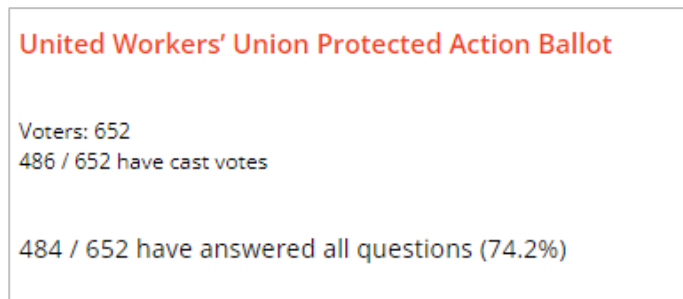 United Workers’ Union Protected Action Ballot
Voters: 652
486 / 652 have cast votes
484 / 652 have answered all questions (74.2%)